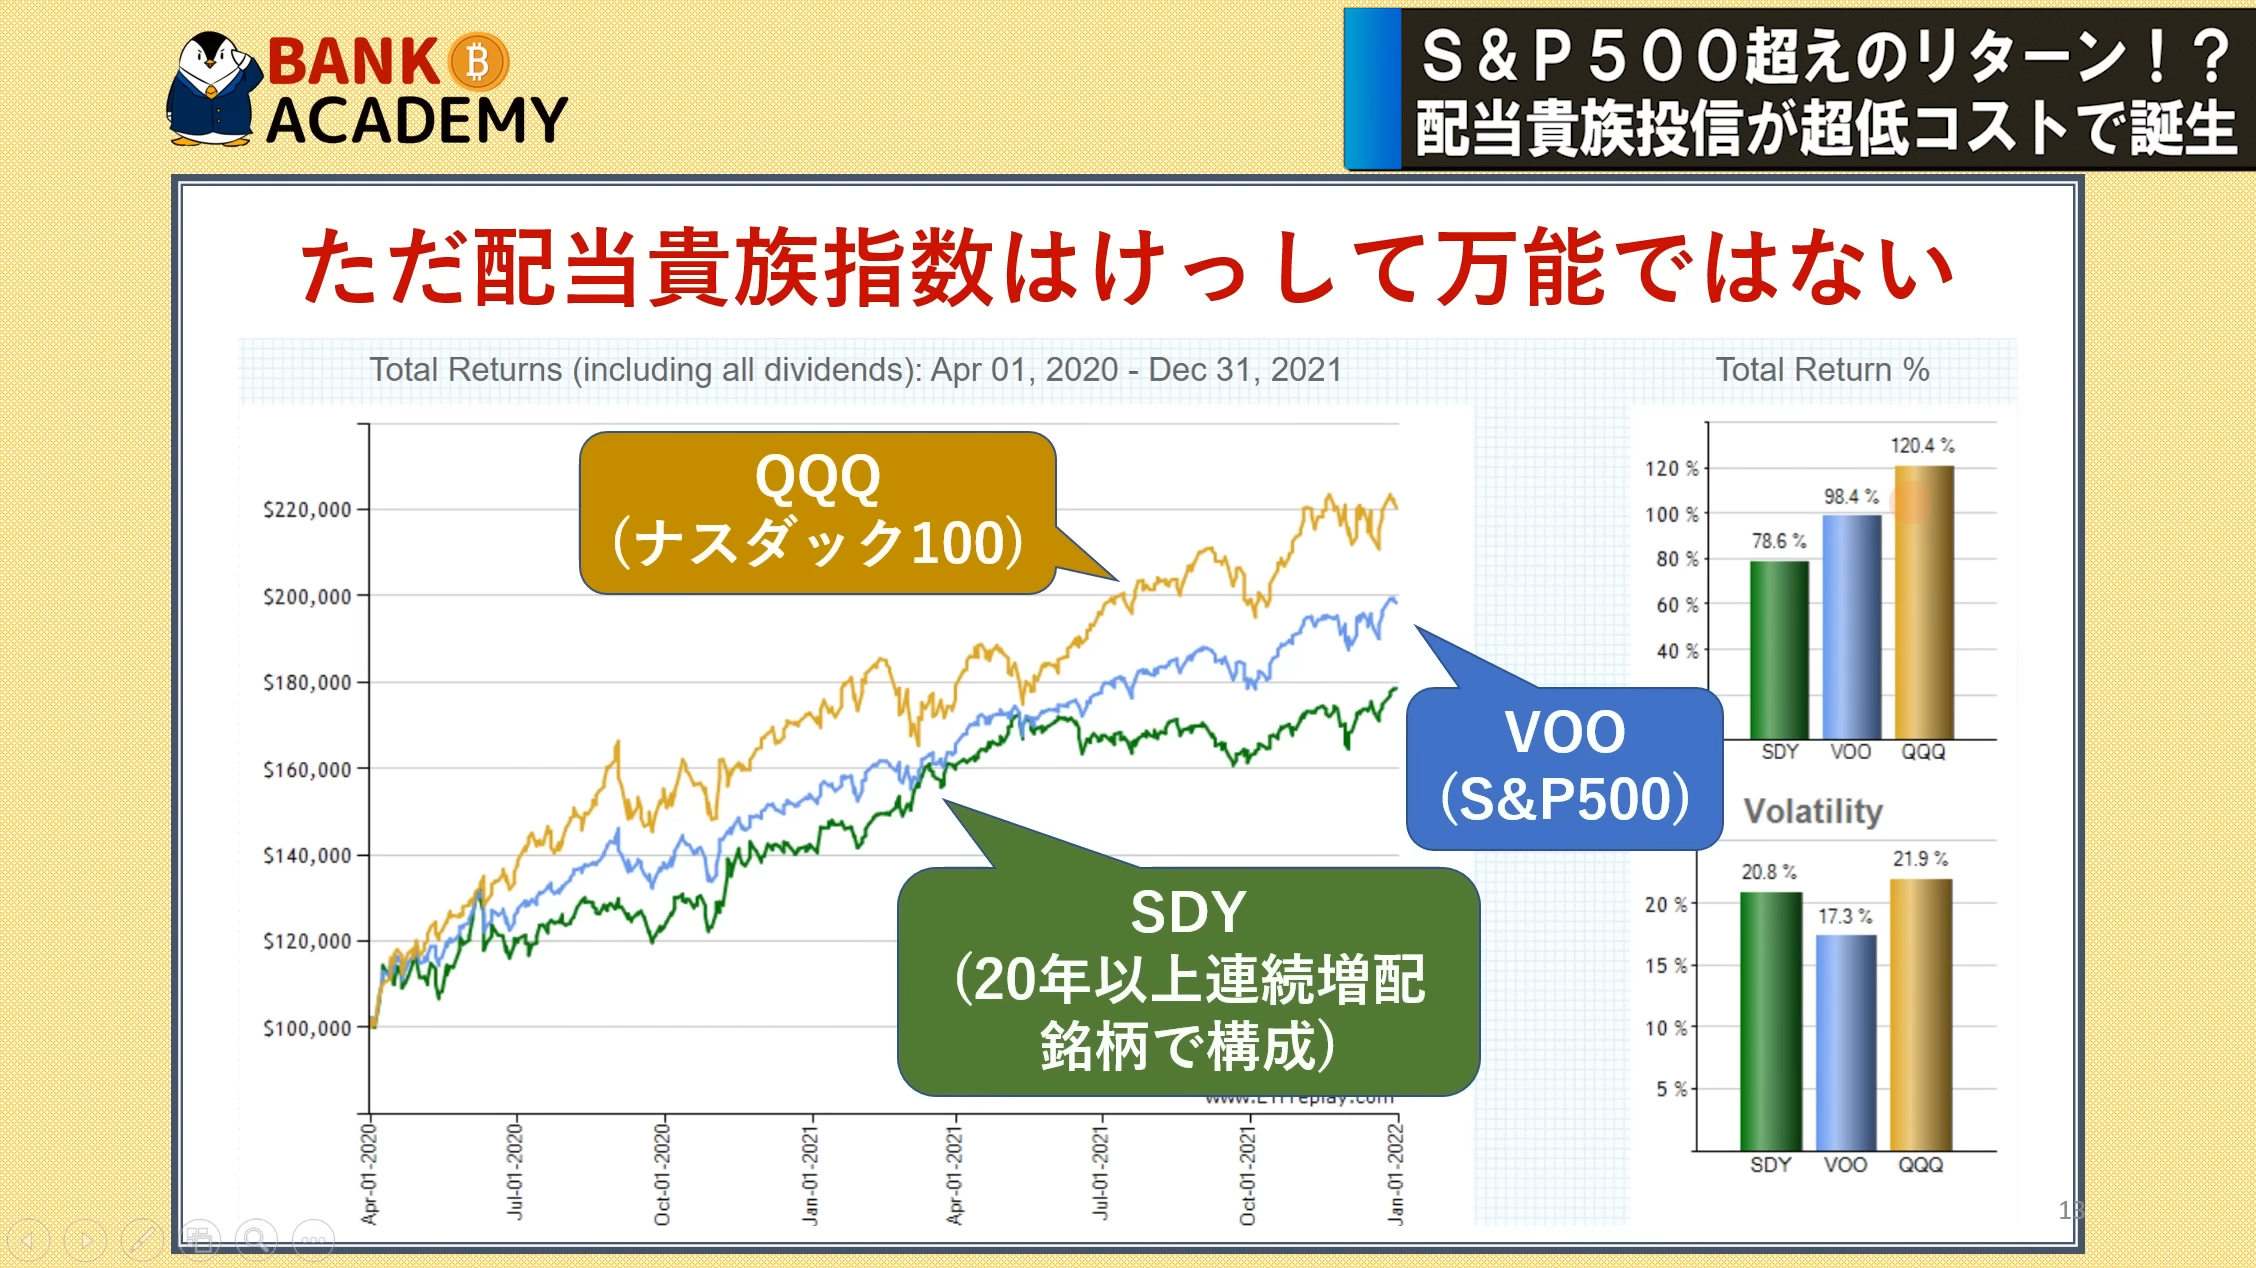 BANK ₿
ACADEMY
S&P500超えのリターン!?
配当貴族投信が超低コストで誕生
ただ配当貴族指数はけっして万能ではない
Total Returns (including all dividends): Apr 01, 2020 - Dec 31, 2021
Total Return %
$220,000
$200,000
$180,000
$160,000
$140,000
$120,000
$100,000
QQQ
(ナスダック100)
VOO
(S&P500)
SDY
(20年以上連続増配
銘柄で構成)
Apr-01-2020
Jul-01-2020
Oct-01-2020
Jan-01-2021
Apr-01-2021
Jul-01-2021
Oct-01-2021
Jan-01-2022
120 %
100 %
80 %
60 %
40 %
78.6 %
98.4 %
120.4 %
SDY VOO QQQ
Volatility
20 %
15 %
10 %
5 %
20.8 %
17.3 %
21.9 %
SDY VOO QQQ